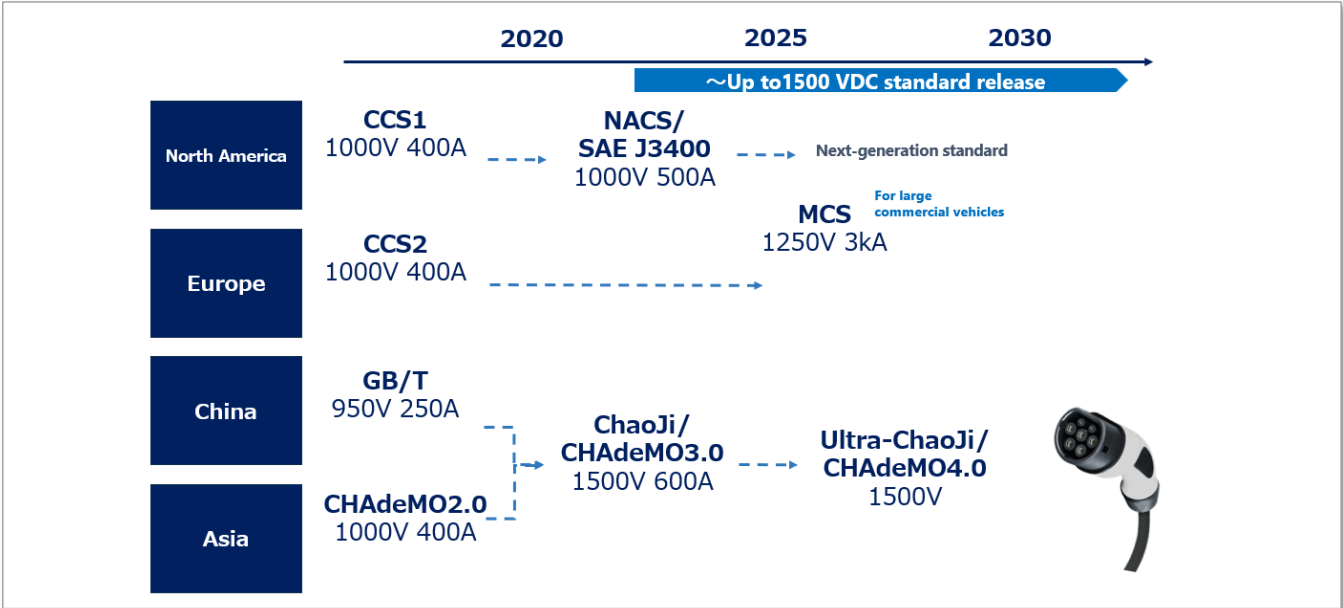 2020 2025 2030
～Up to1500 VDC standard release
North America
CCS1
1000V 400A
NACS/
SAE J3400
1000V 500A
Next-generation standard
For large
commercial vehicles
MCS
1250V 3kA
Europe
CCS2
1000V 400A
China
GB/T
950V 250A
ChaoJi/
CHAdeMO3.0
1500V 600A
Ultra-ChaoJi/
CHAdeMO4.0
1500V
Asia
CHAdeMO2.0
1000V 400A